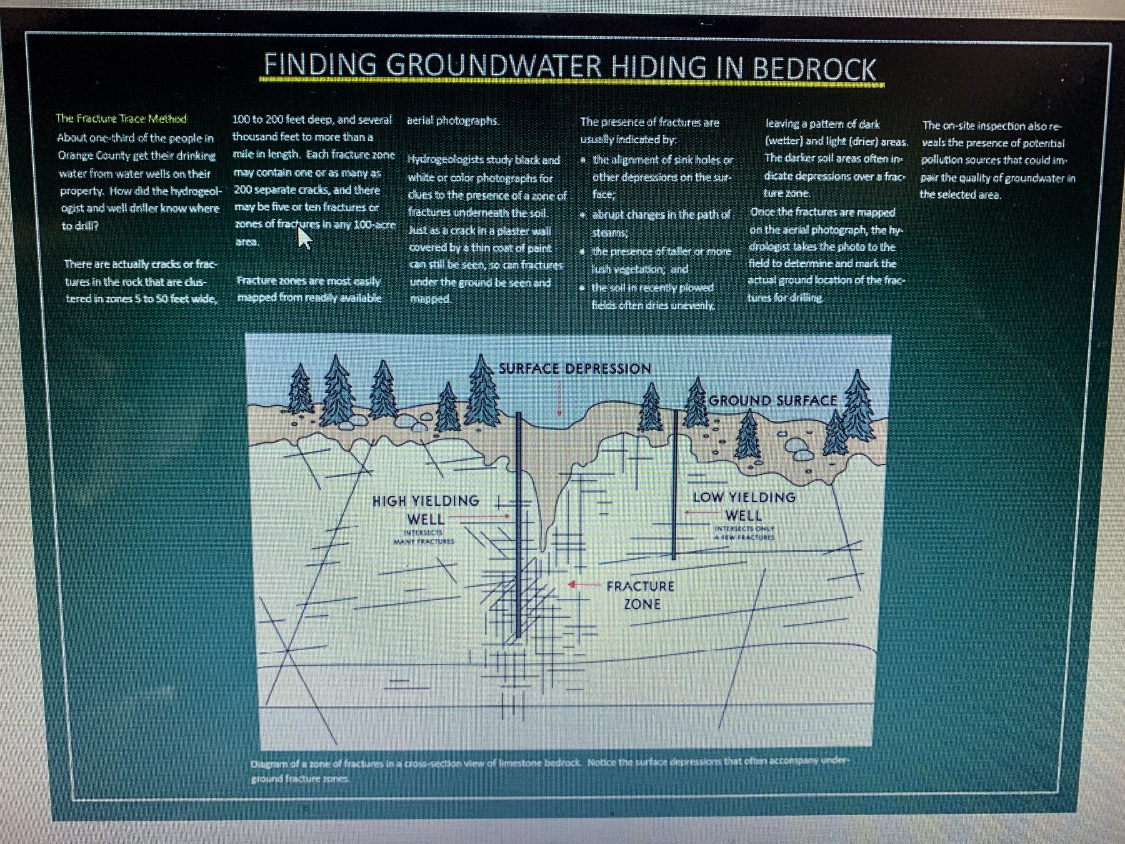 FINDING GROUNDWATER HIDING IN BEDROCK
The Fracture Trace Method
About one-third of the people in
Orange County get their drinking
water from water wells on their
property. How did the hydrogeol-
ogist and well driller know where
to drill?
There are actually cracks or frac-
tures in the rock that are clus-
tered in zones 5 to 50 feet wide,
100 to 200 feet deep, and several
thousand feet to more than a
mile in length. Each fracture zone
may contain one or as many as
200 separate cracks, and there
may be five or ten fractures or
zones of fractures in any 100-acre
area.
Fracture zones are most easily
mapped from readily available
aerial photographs.
Hydrogeologists study black and
white or color photographs for
clues to the presence of a zone of
fractures underneath the soil.
Just as a crack in a plaster wall
covered by a thin coat of paint
can still be seen, so can fractures
under the ground be seen and
mapped.
The presence of fractures are
usually indicated by:
• the alignment of sink holes or
other depressions on the sur-
face;
• abrupt changes in the path of
steams;
• the presence of taller or more
lush vegetation; and
• the soil in recently plowed
fields often dries unevenly,
leaving a pattern of dark
(wetter) and light (drier) areas.
The darker soil areas often in-
dicate depressions over a frac-
ture zone.
Once the fractures are mapped
on the aerial photograph, the hy-
drologist takes the photo to the
field to determine and mark the
actual ground location of the frac-
tures for drilling.
The on-site inspection also re-
veals the presence of potential
pollution sources that could im-
pair the quality of groundwater in
the selected area.
SURFACE DEPRESSION
GROUND SURFACE
HIGH YIELDING
WELL
INTERSECTS
MANY FRACTURES
LOW YIELDING
WELL
INTERSECTS ONLY
A FEW FRACTURES
FRACTURE
ZONE
Diagram of a zone of fractures in a cross-section view of limestone bedrock. Notice the surface depressions that often accompany under-
ground fracture zones.